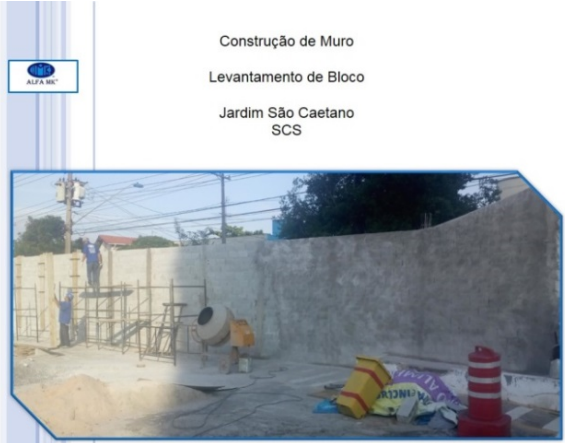 Construção de Muro
ALFA MK
Levantamento de Bloco
Jardim São Caetano
SCS